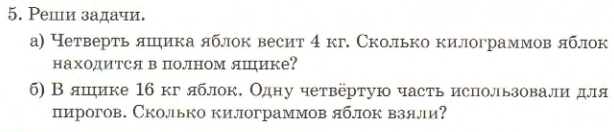 5. Реши задачи.
а) Четверть ящика яблок весит 4 кг. Сколько килограммов яблок
находится в полном ящике?
б) В ящике 16 кг яблок. Одну четвёртую часть использовали для
пирогов. Сколько килограммов яблок взяли?